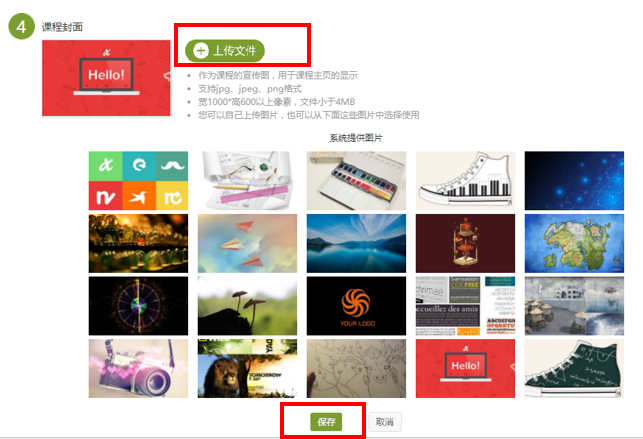 4 课程封面
Hello!
上传文件
作为课程的宣传图，用于课程主页的显示
支持jpg、jpeg、png格式
宽1000*高600以上像素，文件小于4MB
您可以自己上传图片，也可以从下面这些图片中选择使用
系统提供图片
YOUR LOGO
accueillez des amis
TOMORROW
Hello!
保存 取消